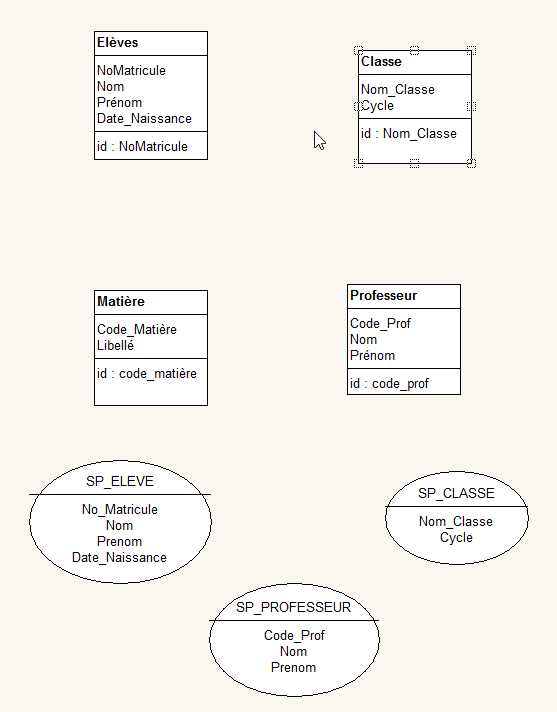 Elèves
NoMatricule
Nom
Prénom
Date_Naissance
id : NoMatricule
Classe
Nom_Classe
Cycle
id : Nom_Classe
Matière
Code_Matière
Libellé
id : code_matière
Professeur
Code_Prof
Nom
Prénom
id : code_prof
SP_ELEVE
No_Matricule
Nom
Prenom
Date_Naissance
SP_CLASSE
Nom_Classe
Cycle
SP_PROFESSEUR
Code_Prof
Nom
Prenom